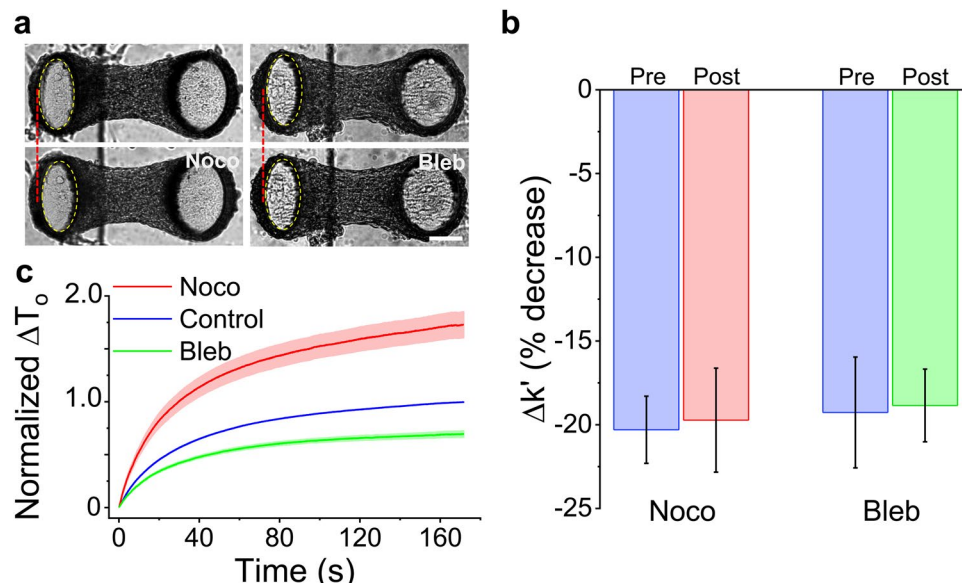 a
Noco
Bleb
b
Pre Post Pre Post
0
-5
-10
-15
-20
-25
Δk' (% decrease)
Noco Bleb
c
Noco
Control
Bleb
2.0
1.0
0
Normalized ΔTₒ
0 40 80 120 160
Time (s)